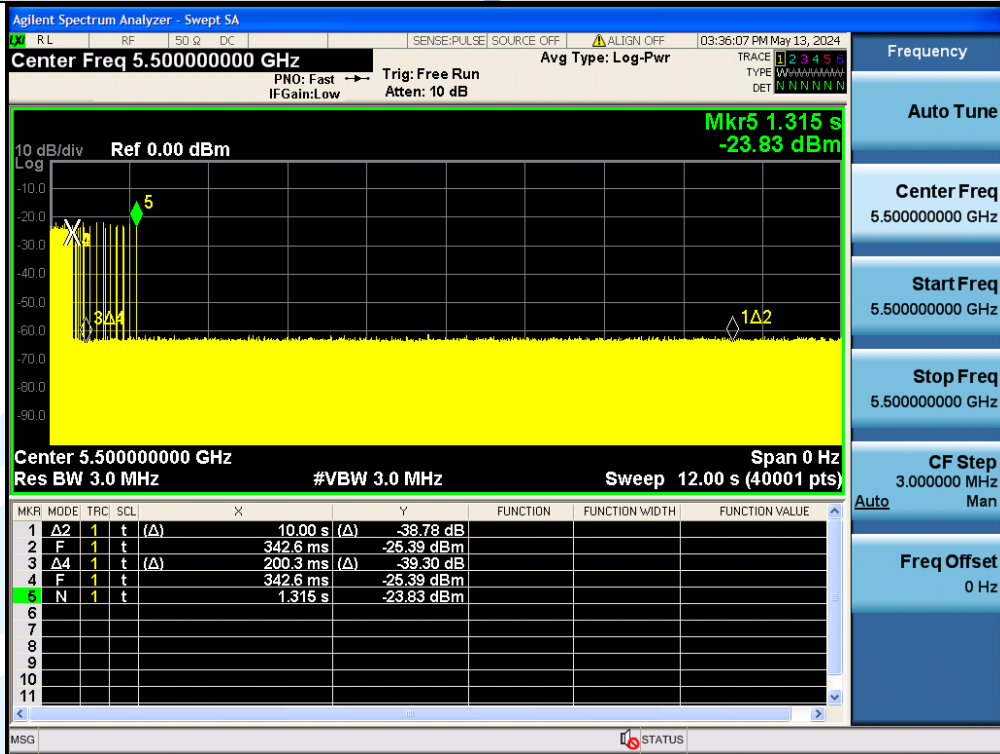 Agilent Spectrum Analyzer - Swept SA
LXI RL RF 50 Ω DC SENSE:PULSE SOURCE OFF ALIGN OFF 03:36:07 PM May 13, 2024
Center Freq 5.500000000 GHz
PNO: Fast
IFGain:Low
Trig: Free Run
Atten: 10 dB
Avg Type: Log-Pwr
TRACE 1 2 3 4 5 6
TYPE W
DET N N N N N N
Mkr5 1.315 s
-23.83 dBm
10 dB/div Ref 0.00 dBm
Log
-10.0
-20.0
-30.0
-40.0
-50.0
-60.0
-70.0
-80.0
-90.0
5
X
3Δ4
1Δ2
Center 5.500000000 GHz Span 0 Hz
Res BW 3.0 MHz #VBW 3.0 MHz Sweep 12.00 s (40001 pts)
MKR MODE TRC SCL X Y FUNCTION FUNCTION WIDTH FUNCTION VALUE
1 Δ2 1 t (Δ) 10.00 s (Δ) -38.78 dB
2 F 1 t 342.6 ms -25.39 dBm
3 Δ4 1 t (Δ) 200.3 ms (Δ) -39.30 dB
4 F 1 t 342.6 ms -25.39 dBm
5 N 1 t 1.315 s -23.83 dBm
6
7
8
9
10
11
MSG STATUS
Frequency
Auto Tune
Center Freq
5.500000000 GHz
Start Freq
5.500000000 GHz
Stop Freq
5.500000000 GHz
CF Step
3.000000 MHz
Auto Man
Freq Offset
0 Hz